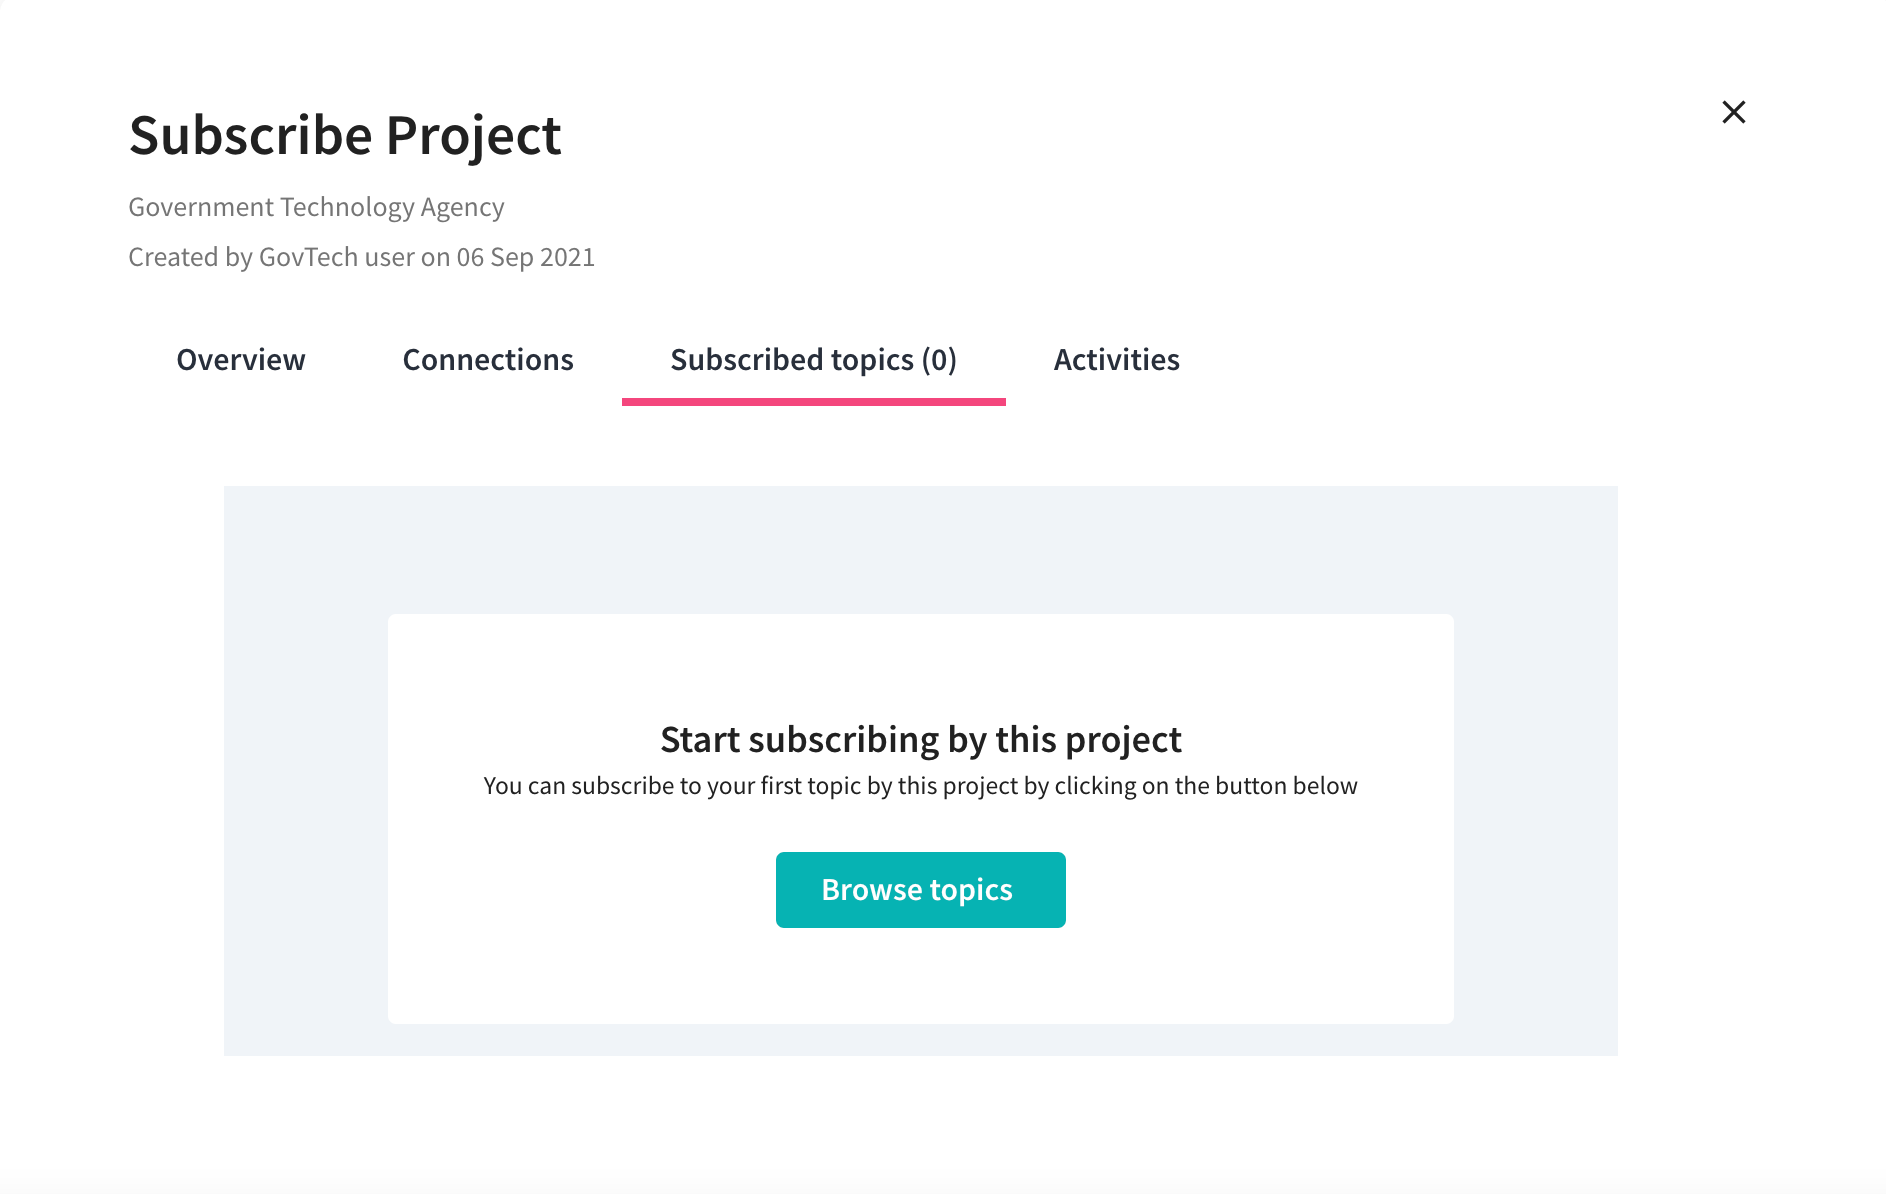 Subscribe Project
Government Technology Agency
Created by GovTech user on 06 Sep 2021
Overview Connections Subscribed topics (0) Activities
Start subscribing by this project
You can subscribe to your first topic by this project by clicking on the button below
Browse topics